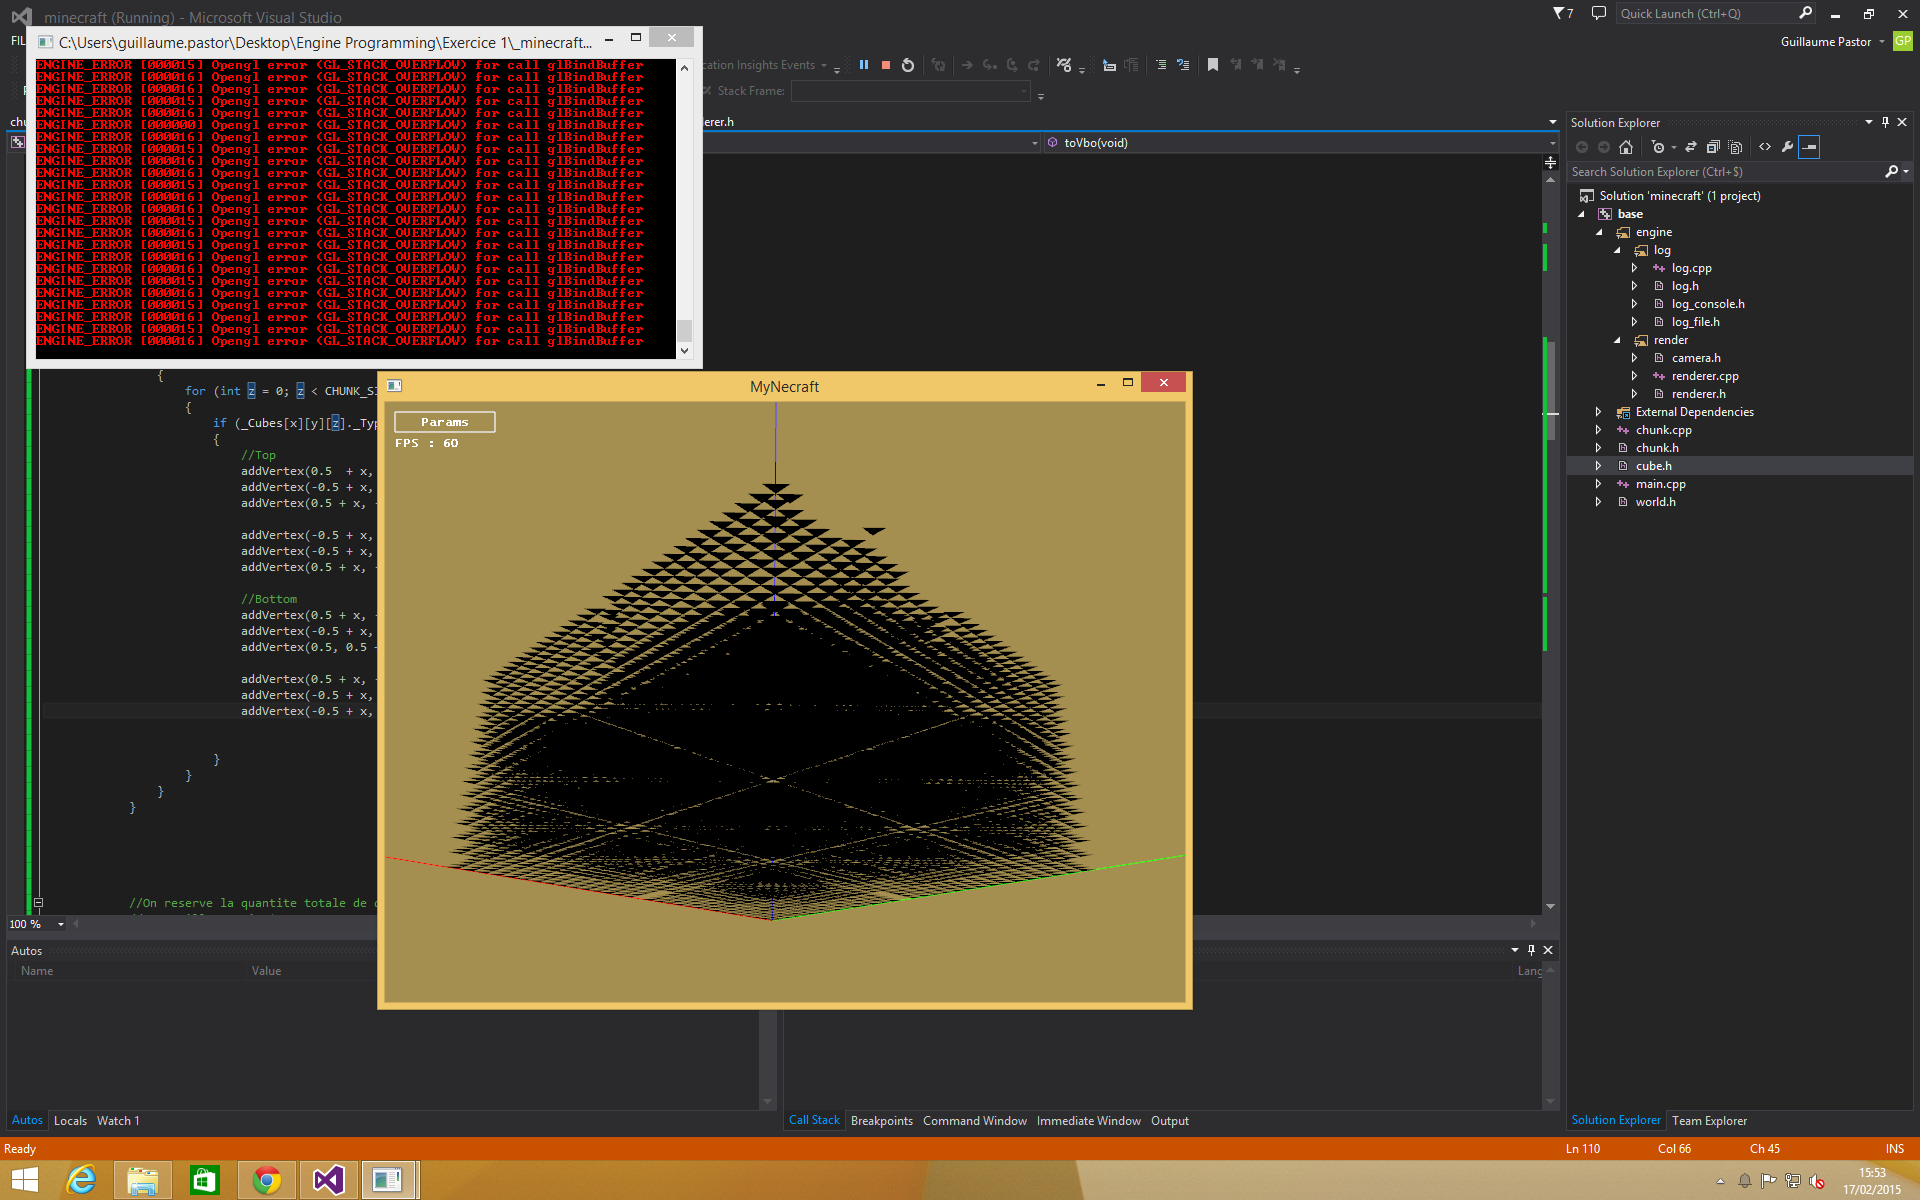 minecraft (Running) - Microsoft Visual Studio
7
Quick Launch (Ctrl+Q)
Guillaume Pastor
GP
C:\Users\guillaume.pastor\Desktop\Engine Programming\Exercice 1\_minecraft...
ENGINE_ERROR [000015] Opengl error (GL_STACK_OVERFLOW) for call glBindBuffer
ENGINE_ERROR [000016] Opengl error (GL_STACK_OVERFLOW) for call glBindBuffer
ENGINE_ERROR [000015] Opengl error (GL_STACK_OVERFLOW) for call glBindBuffer
ENGINE_ERROR [000016] Opengl error (GL_STACK_OVERFLOW) for call glBindBuffer
ENGINE_ERROR [000015] Opengl error (GL_STACK_OVERFLOW) for call glBindBuffer
ENGINE_ERROR [000000] Opengl error (GL_STACK_OVERFLOW) for call glBindBuffer
ENGINE_ERROR [000016] Opengl error (GL_STACK_OVERFLOW) for call glBindBuffer
ENGINE_ERROR [000015] Opengl error (GL_STACK_OVERFLOW) for call glBindBuffer
ENGINE_ERROR [000016] Opengl error (GL_STACK_OVERFLOW) for call glBindBuffer
ENGINE_ERROR [000016] Opengl error (GL_STACK_OVERFLOW) for call glBindBuffer
ENGINE_ERROR [000015] Opengl error (GL_STACK_OVERFLOW) for call glBindBuffer
ENGINE_ERROR [000016] Opengl error (GL_STACK_OVERFLOW) for call glBindBuffer
ENGINE_ERROR [000016] Opengl error (GL_STACK_OVERFLOW) for call glBindBuffer
ENGINE_ERROR [000015] Opengl error (GL_STACK_OVERFLOW) for call glBindBuffer
ENGINE_ERROR [000016] Opengl error (GL_STACK_OVERFLOW) for call glBindBuffer
ENGINE_ERROR [000015] Opengl error (GL_STACK_OVERFLOW) for call glBindBuffer
ENGINE_ERROR [000016] Opengl error (GL_STACK_OVERFLOW) for call glBindBuffer
ENGINE_ERROR [000016] Opengl error (GL_STACK_OVERFLOW) for call glBindBuffer
ENGINE_ERROR [000015] Opengl error (GL_STACK_OVERFLOW) for call glBindBuffer
ENGINE_ERROR [000016] Opengl error (GL_STACK_OVERFLOW) for call glBindBuffer
ENGINE_ERROR [000015] Opengl error (GL_STACK_OVERFLOW) for call glBindBuffer
ENGINE_ERROR [000016] Opengl error (GL_STACK_OVERFLOW) for call glBindBuffer
ENGINE_ERROR [000015] Opengl error (GL_STACK_OVERFLOW) for call glBindBuffer
ENGINE_ERROR [000016] Opengl error (GL_STACK_OVERFLOW) for call glBindBuffer
cation Insights Events
Stack Frame:
erer.h
toVbo(void)
{
for (int z = 0; z < CHUNK_SI
{
if (_Cubes[x][y][z]._Typ
{
//Top
addVertex(0.5 + x,
addVertex(-0.5 + x,
addVertex(0.5 + x,
addVertex(-0.5 + x,
addVertex(-0.5 + x,
addVertex(0.5 + x,
//Bottom
addVertex(0.5 + x,
addVertex(-0.5 + x,
addVertex(0.5, 0.5
addVertex(0.5 + x,
addVertex(-0.5 + x,
addVertex(-0.5 + x,
}
}
}
}
//On reserve la quantite totale de
100 %
MyNecraft
Params
FPS : 60
Solution Explorer
Search Solution Explorer (Ctrl+$)
Solution 'minecraft' (1 project)
base
engine
log
log.cpp
log.h
log_console.h
log_file.h
render
camera.h
renderer.cpp
renderer.h
External Dependencies
chunk.cpp
chunk.h
cube.h
main.cpp
world.h
Autos
Name Value
Lang
Autos Locals Watch 1
Call Stack Breakpoints Command Window Immediate Window Output
Solution Explorer Team Explorer
Ready
Ln 110 Col 66 Ch 45 INS
15:53
17/02/2015